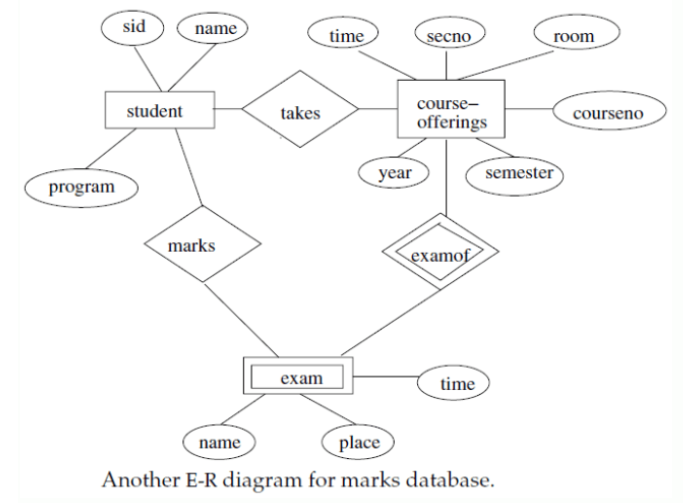 sid
name
time
secno
room
student
takes
course–
offerings
courseno
program
year
semester
marks
examof
exam
time
name
place
Another E-R diagram for marks database.